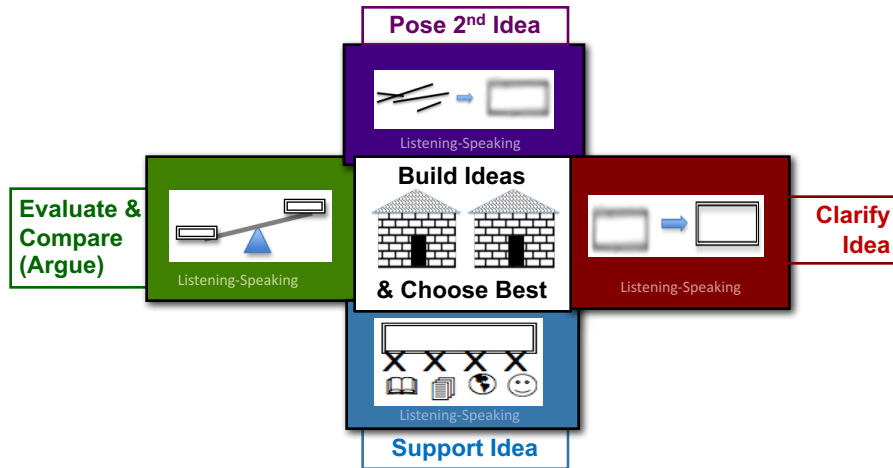 Pose 2nd Idea
Listening-Speaking
Build Ideas
& Choose Best
Evaluate &
Compare
(Argue)
Listening-Speaking
Clarify
Idea
Listening-Speaking
Listening-Speaking
Support Idea